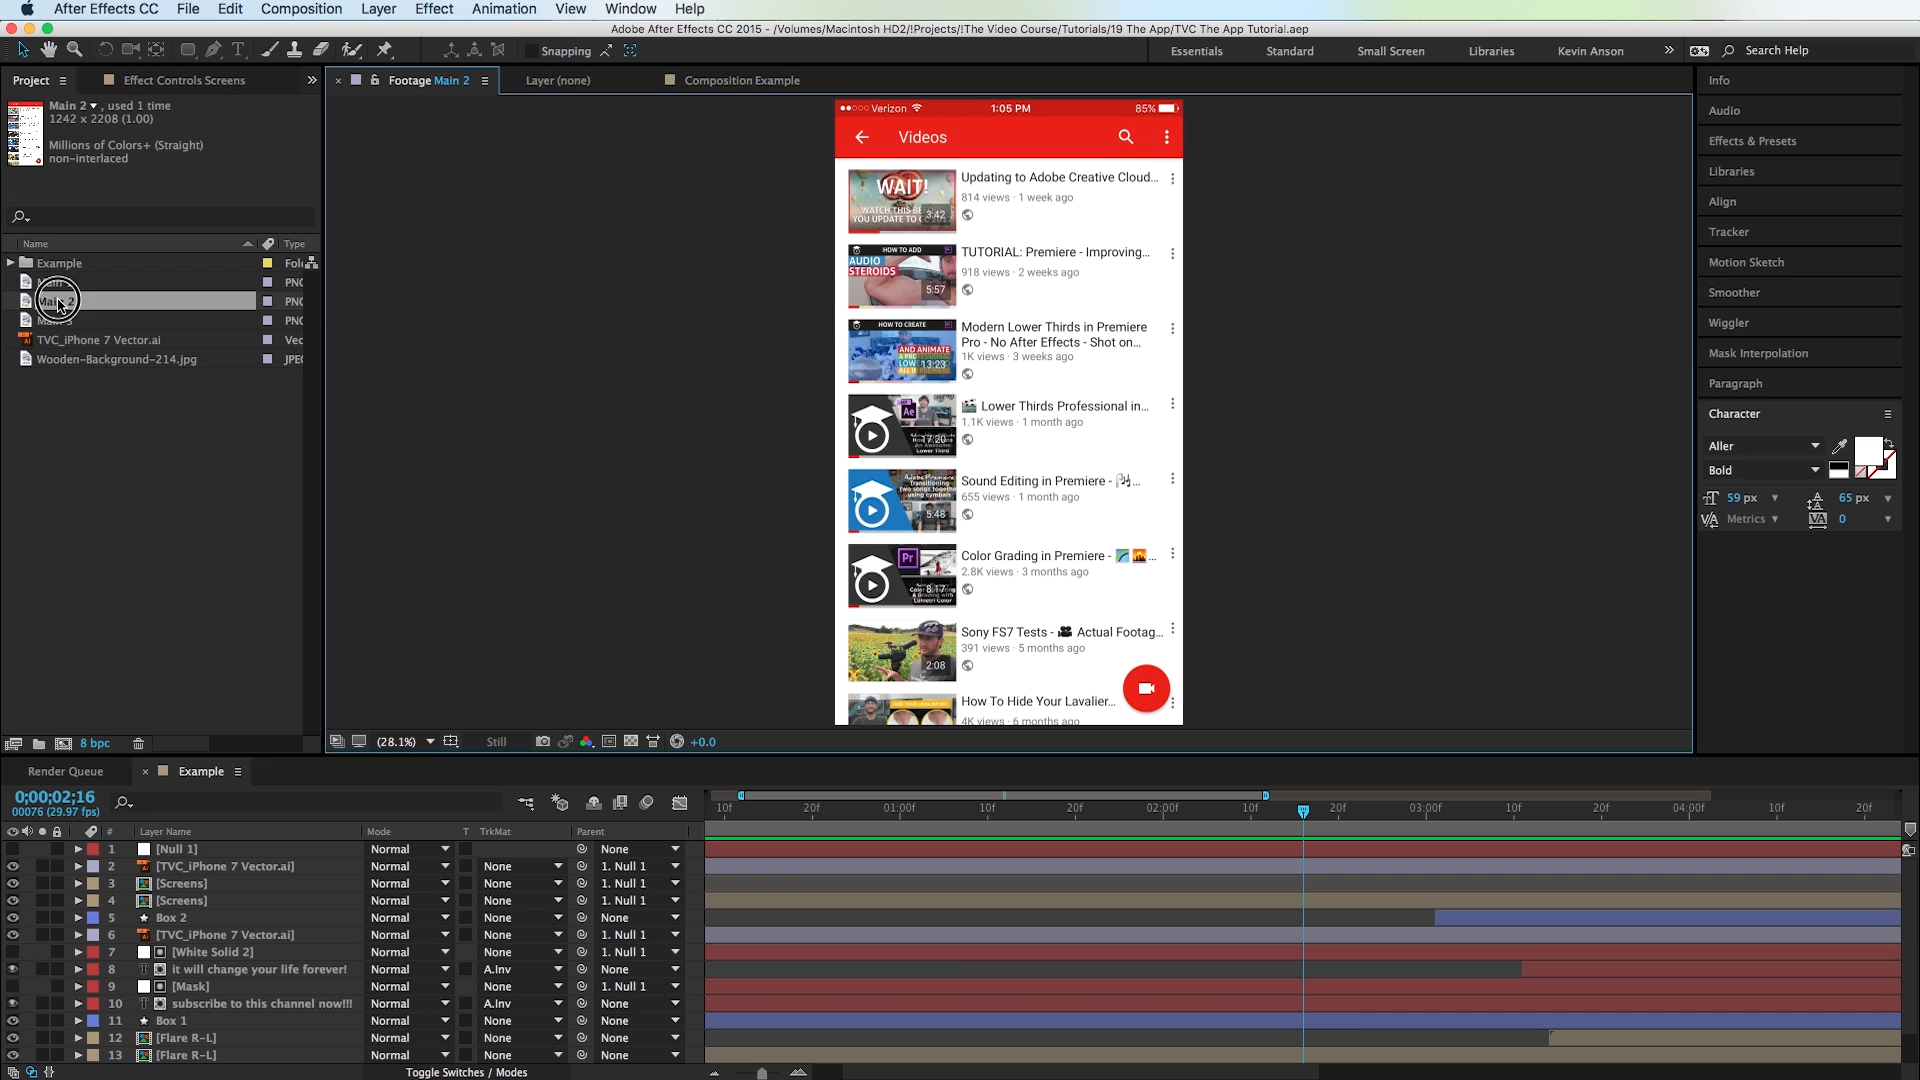 After Effects CC File Edit Composition Layer Effect Animation View Window Help
Adobe After Effects CC 2015 - /Volumes/Macintosh HD2/!Projects/!The Video Course/Tutorials/19 The App/TVC The App Tutorial.aep
Snapping Essentials Standard Small Screen Libraries Kevin Anson Search Help
Project Effect Controls Screens Footage Main 2 Layer (none) Composition Example
Main 2 , used 1 time
1242 x 2208 (1.00)
Millions of Colors+ (Straight)
non-interlaced
Name Type
Example
PNG
Main 2 PNG
PNG
TVC_iPhone 7 Vector.ai Vec
Wooden-Background-214.jpg JPEG
8 bpc
Verizon 1:05 PM 85%
Videos
WAIT!
3:42
Updating to Adobe Creative Cloud...
814 views · 1 week ago
HOW TO ADD
AUDIO
STEROIDS
5:57
TUTORIAL: Premiere - Improving...
918 views · 2 weeks ago
HOW TO CREATE
AND ANIMATE
13:23
Modern Lower Thirds in Premiere
Pro - No After Effects - Shot on...
1K views · 3 weeks ago
Ae
17:20
Lower Third
Lower Thirds Professional in...
1.1K views · 1 month ago
Transitioning
two songs together
using cymbals
5:48
Sound Editing in Premiere - ...
655 views · 1 month ago
Pr
8:17
Color Grading in Premiere - ...
2.8K views · 3 months ago
2:08
Sony FS7 Tests - Actual Footag...
391 views · 5 months ago
How To Hide Your Lavalier...
4K views · 6 months ago
(28.1%) Still +0.0
Info
Audio
Effects & Presets
Libraries
Align
Tracker
Motion Sketch
Smoother
Wiggler
Mask Interpolation
Paragraph
Character
Aller
Bold
59 px 65 px
Metrics 0
Render Queue Example
0;00;02;16
00076 (29.97 fps)
10f 20f 01:00f 10f 20f 02:00f 10f 20f 03:00f 10f 20f 04:00f 10f 20f
# Layer Name Mode T TrkMat Parent
1 [Null 1] Normal None
2 [TVC_iPhone 7 Vector.ai] Normal None 1. Null 1
3 [Screens] Normal None 1. Null 1
4 [Screens] Normal None 1. Null 1
5 Box 2 Normal None None
6 [TVC_iPhone 7 Vector.ai] Normal None 1. Null 1
7 [White Solid 2] Normal None 1. Null 1
8 it will change your life forever! Normal A.Inv None
9 [Mask] Normal None 1. Null 1
10 subscribe to this channel now!!! Normal A.Inv None
11 Box 1 Normal None None
12 [Flare R-L] Normal None None
13 [Flare R-L] Normal None None
Toggle Switches / Modes